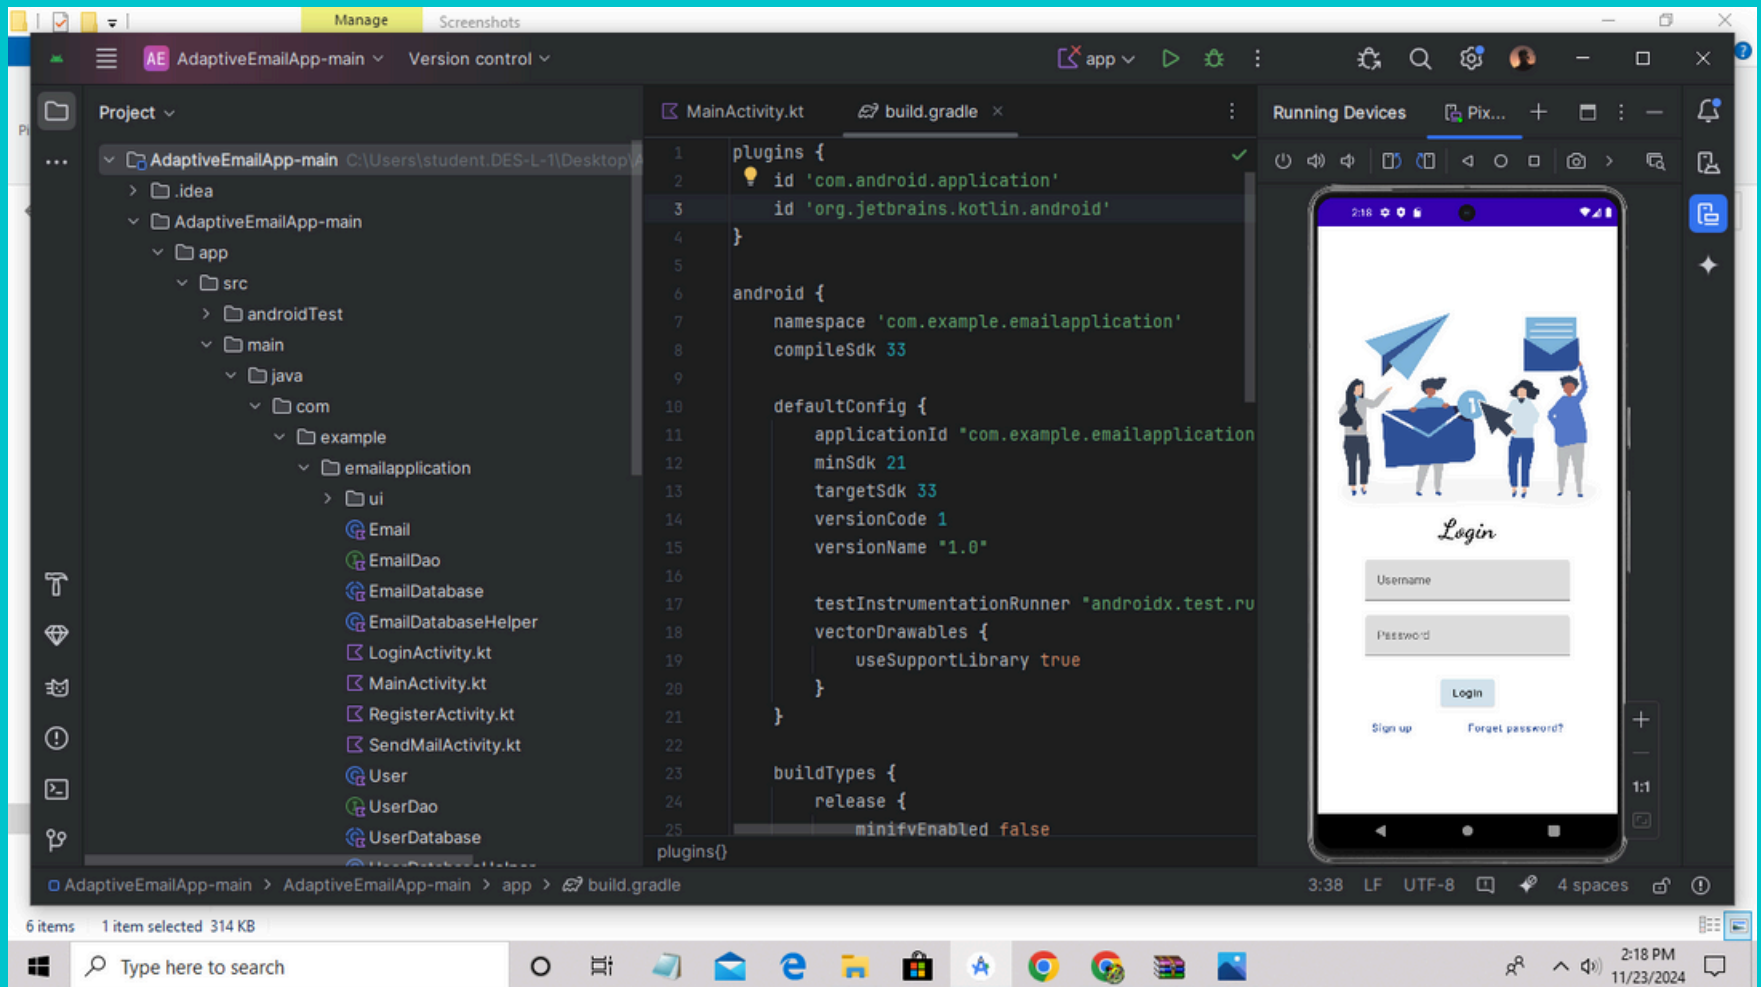 Manage
Screenshots
AE AdaptiveEmailApp-main
Version control
app
Project
MainActivity.kt
build.gradle
Running Devices
Pix...
AdaptiveEmailApp-main C:\Users\student.DES-L-1\Desktop\A
.idea
AdaptiveEmailApp-main
app
src
androidTest
main
java
com
example
emailapplication
ui
Email
EmailDao
EmailDatabase
EmailDatabaseHelper
LoginActivity.kt
MainActivity.kt
RegisterActivity.kt
SendMailActivity.kt
User
UserDao
UserDatabase
1 plugins {
2 id 'com.android.application'
3 id 'org.jetbrains.kotlin.android'
4 }
5
6 android {
7 namespace 'com.example.emailapplication'
8 compileSdk 33
9
10 defaultConfig {
11 applicationId "com.example.emailapplication
12 minSdk 21
13 targetSdk 33
14 versionCode 1
15 versionName "1.0"
16
17 testInstrumentationRunner "androidx.test.ru
18 vectorDrawables {
19 useSupportLibrary true
20 }
21 }
22
23 buildTypes {
24 release {
25 minifyEnabled false
plugins{}
2:18
1
Login
Username
Password
Login
Sign up Forget password?
1:1
AdaptiveEmailApp-main > AdaptiveEmailApp-main > app > build.gradle
3:38 LF UTF-8 4 spaces
6 items 1 item selected 314 KB
Type here to search
2:18 PM
11/23/2024